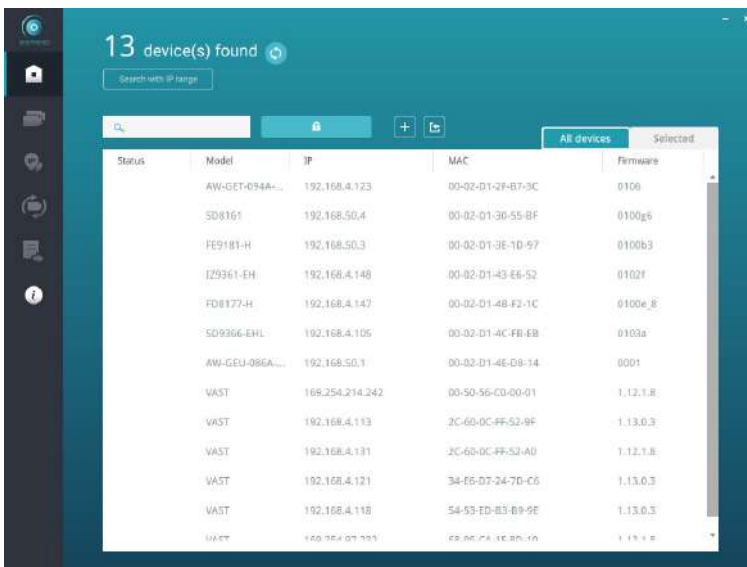 13 device(s) found
Search with IP range
All devices Selected
Status Model IP MAC Firmware
AW-GET-094A-... 192.168.4.123 00-02-D1-2F-B7-3C 0106
SD8161 192.168.50.4 00-02-D1-30-55-BF 0100g6
FE9181-H 192.168.50.3 00-02-D1-3E-1D-97 0100b3
IZ9361-EH 192.168.4.148 00-02-D1-43-E6-52 0102f
FD8177-H 192.168.4.147 00-02-D1-4B-F2-1C 0100e_8
SD9366-EHL 192.168.4.105 00-02-D1-4C-FB-EB 0103a
AW-GEU-086A-... 192.168.50.1 00-02-D1-4E-D8-14 0001
VAST 169.254.214.242 00-50-56-C0-00-01 1.12.1.8
VAST 192.168.4.113 2C-60-0C-FF-52-9F 1.13.0.3
VAST 192.168.4.131 2C-60-0C-FF-52-AD 1.12.1.8
VAST 192.168.4.121 34-E6-D7-24-7D-C6 1.13.0.3
VAST 192.168.4.118 54-53-ED-B3-B9-9E 1.13.0.3
VAST